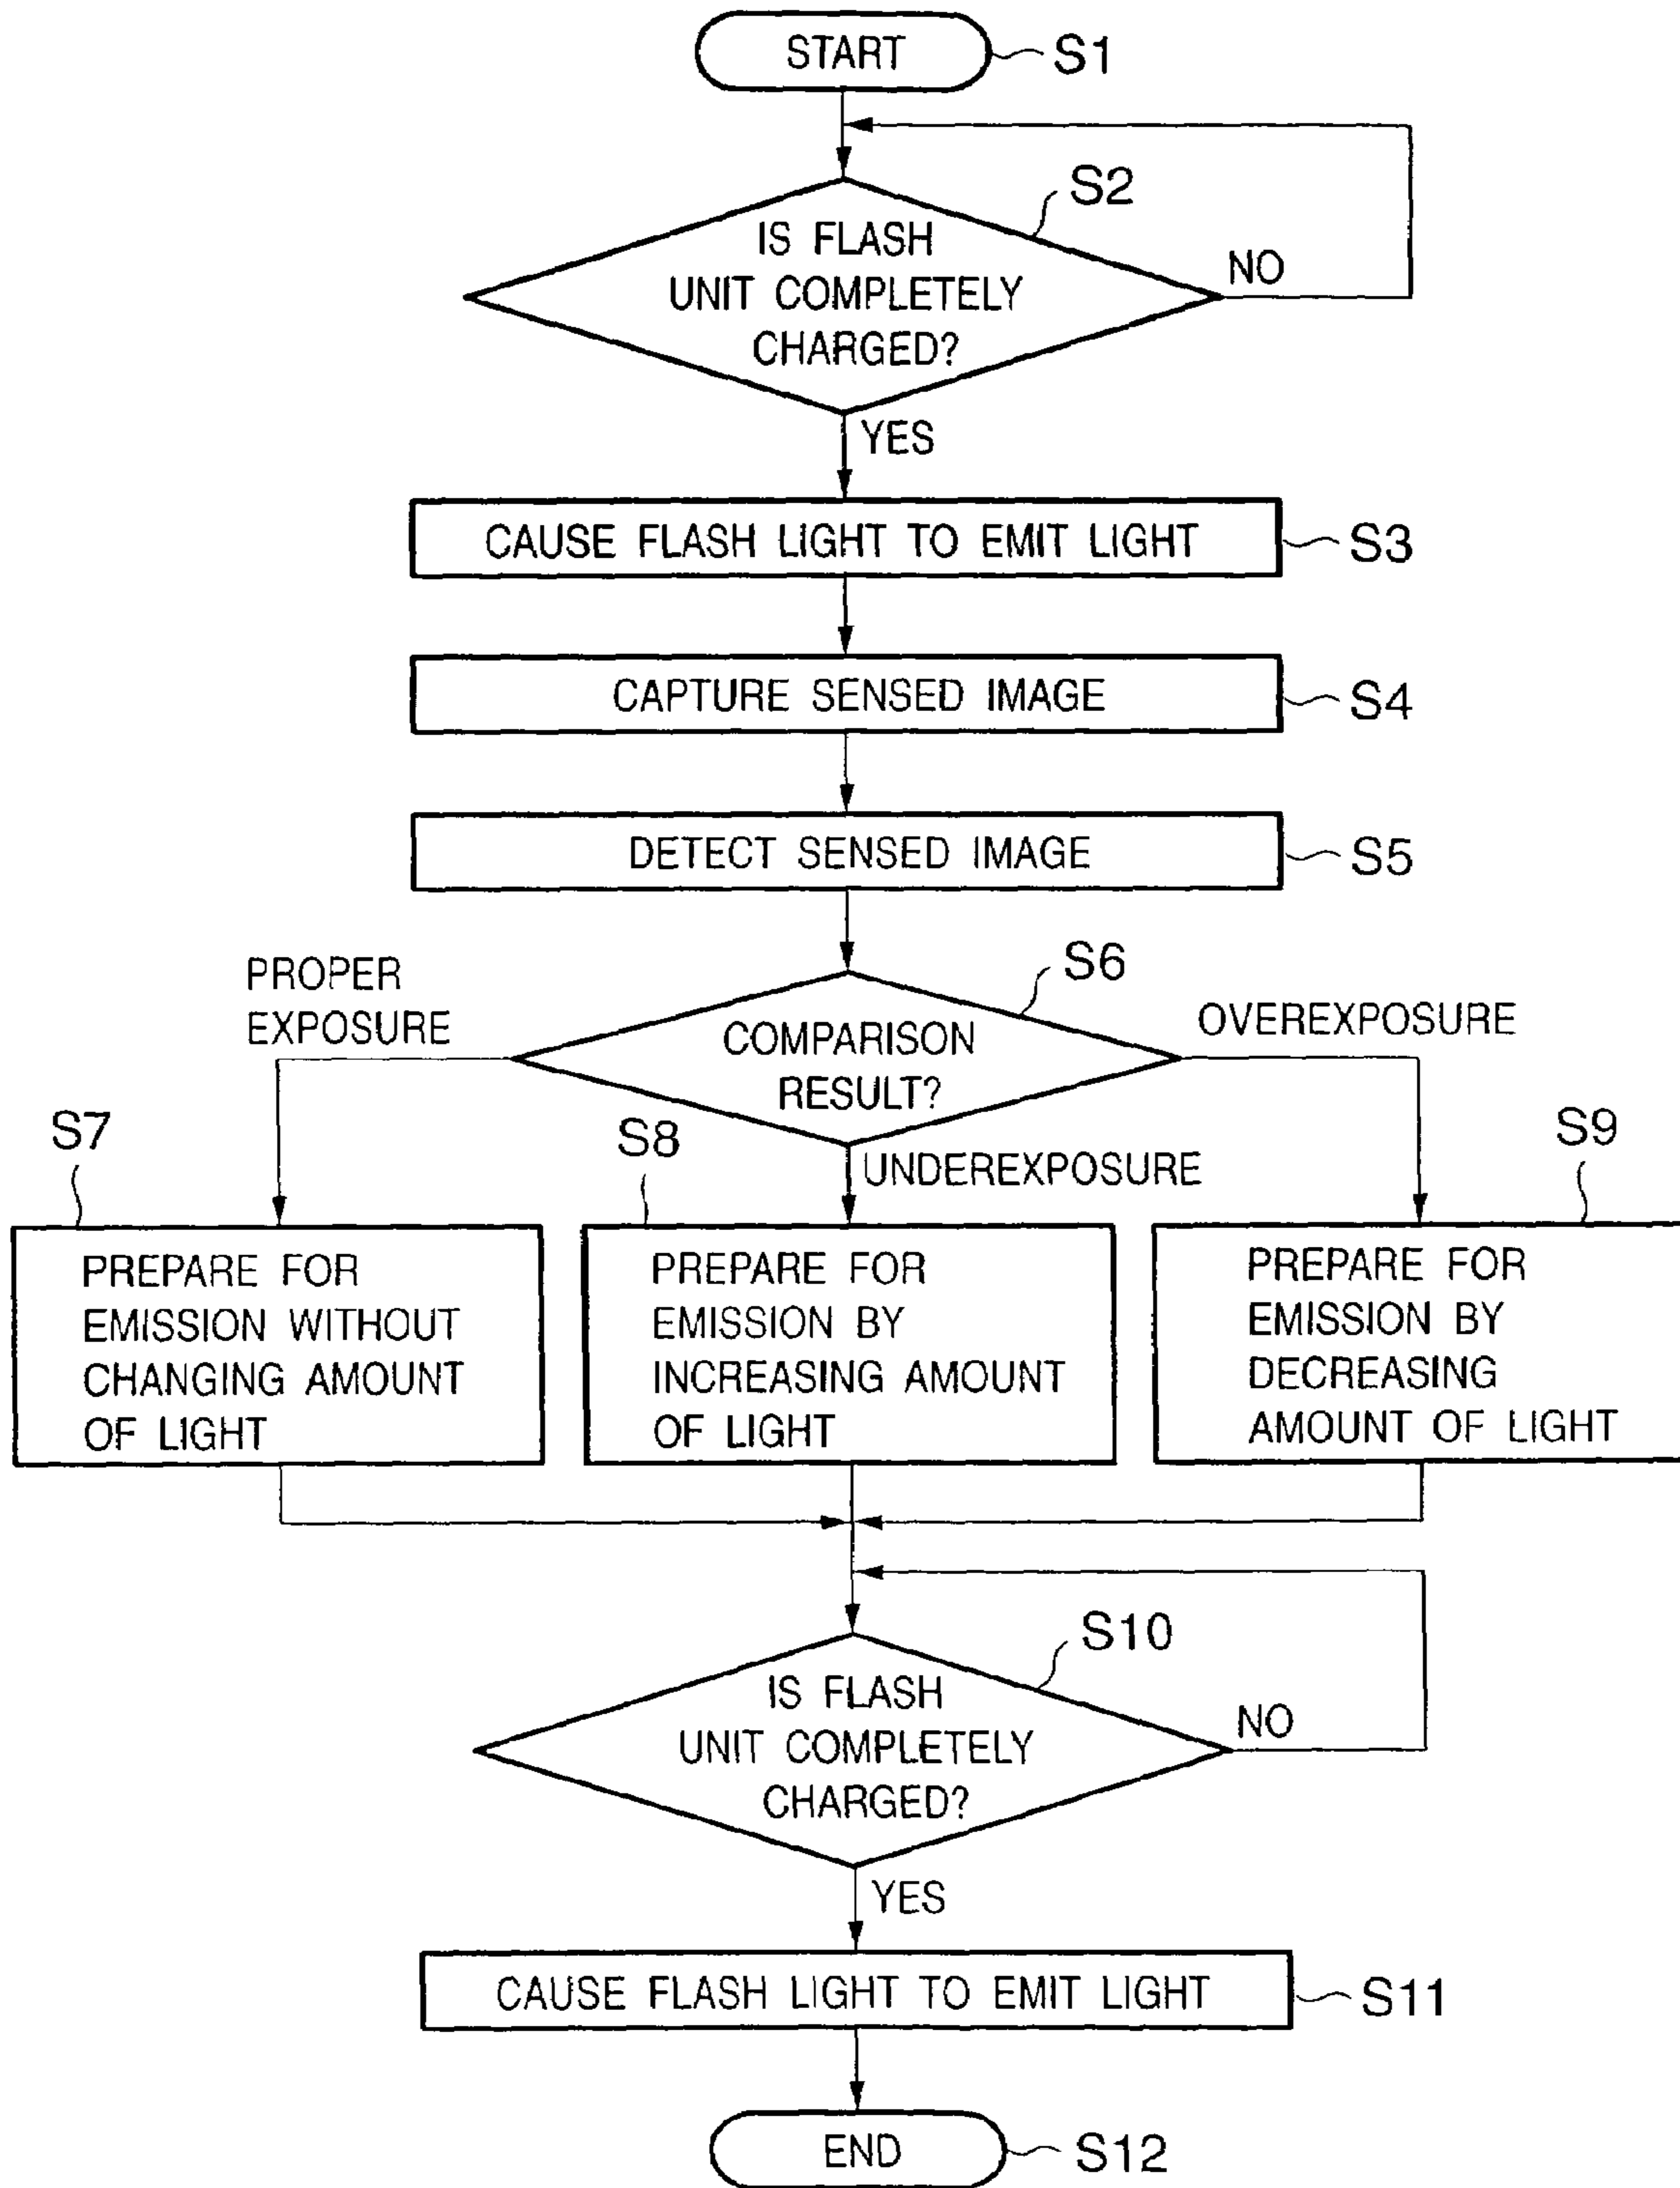 START
S1
S2
IS FLASH
UNIT COMPLETELY
CHARGED?
NO
YES
CAUSE FLASH LIGHT TO EMIT LIGHT
S3
CAPTURE SENSED IMAGE
S4
DETECT SENSED IMAGE
S5
S6
COMPARISON
RESULT?
PROPER
EXPOSURE
OVEREXPOSURE
UNDEREXPOSURE
S7
PREPARE FOR
EMISSION WITHOUT
CHANGING AMOUNT
OF LIGHT
S8
PREPARE FOR
EMISSION BY
INCREASING AMOUNT
OF LIGHT
S9
PREPARE FOR
EMISSION BY
DECREASING
AMOUNT OF LIGHT
S10
IS FLASH
UNIT COMPLETELY
CHARGED?
NO
YES
CAUSE FLASH LIGHT TO EMIT LIGHT
S11
END
S12